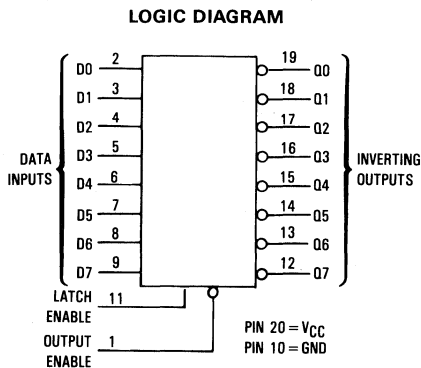 LOGIC DIAGRAM
D0 2 19 Q0
D1 3 18 Q1
D2 4 17 Q2
DATA INPUTS
D3 5 16 Q3
INVERTING OUTPUTS
D4 6 15 Q4
D5 7 14 Q5
D6 8 13 Q6
D7 9 12 Q7
LATCH ENABLE 11
OUTPUT ENABLE 1
PIN 20 = VCC
PIN 10 = GND